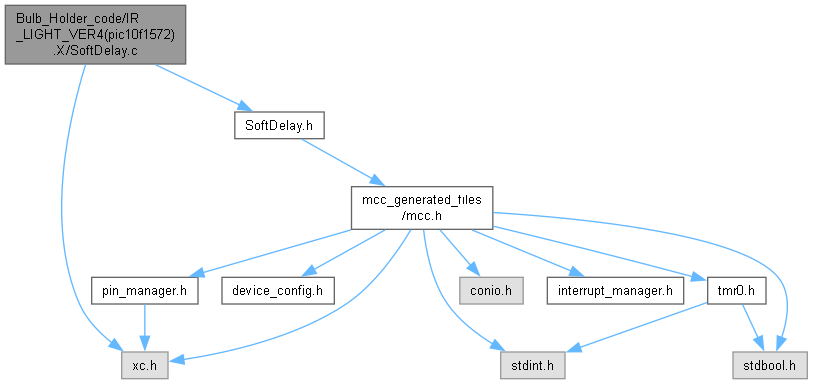 Bulb_Holder_code/IR
_LIGHT_VER4(pic10f1572)
.X/SoftDelay.c
SoftDelay.h
mcc_generated_files
/mcc.h
pin_manager.h
device_config.h
conio.h
interrupt_manager.h
tmr0.h
xc.h
stdint.h
stdbool.h